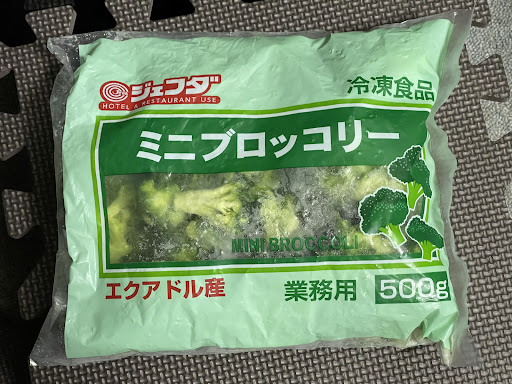 ジェフダ
HOTEL & RESTAURANT USE
冷凍食品
ミニブロッコリー
MINI BROCCOLI
エクアドル産
業務用
500g